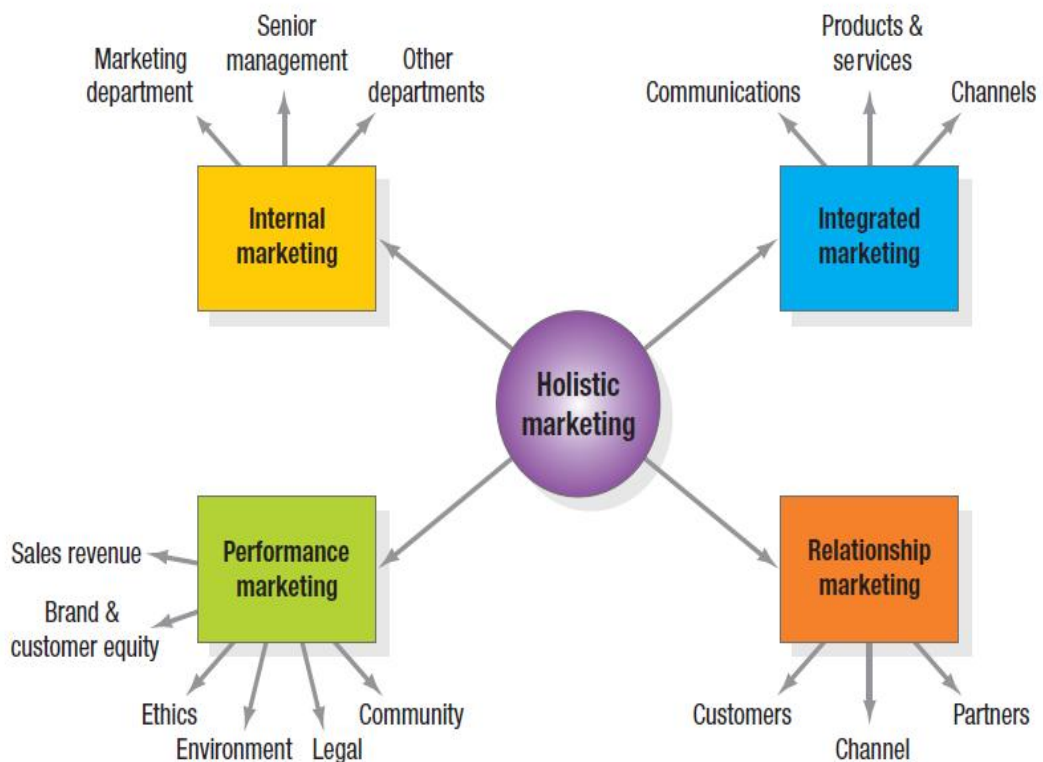 Senior
management
Marketing
department
Other
departments
Internal
marketing
Products &
services
Communications
Channels
Integrated
marketing
Holistic
marketing
Performance
marketing
Sales revenue
Brand &
customer equity
Ethics
Environment
Legal
Community
Relationship
marketing
Customers
Channel
Partners